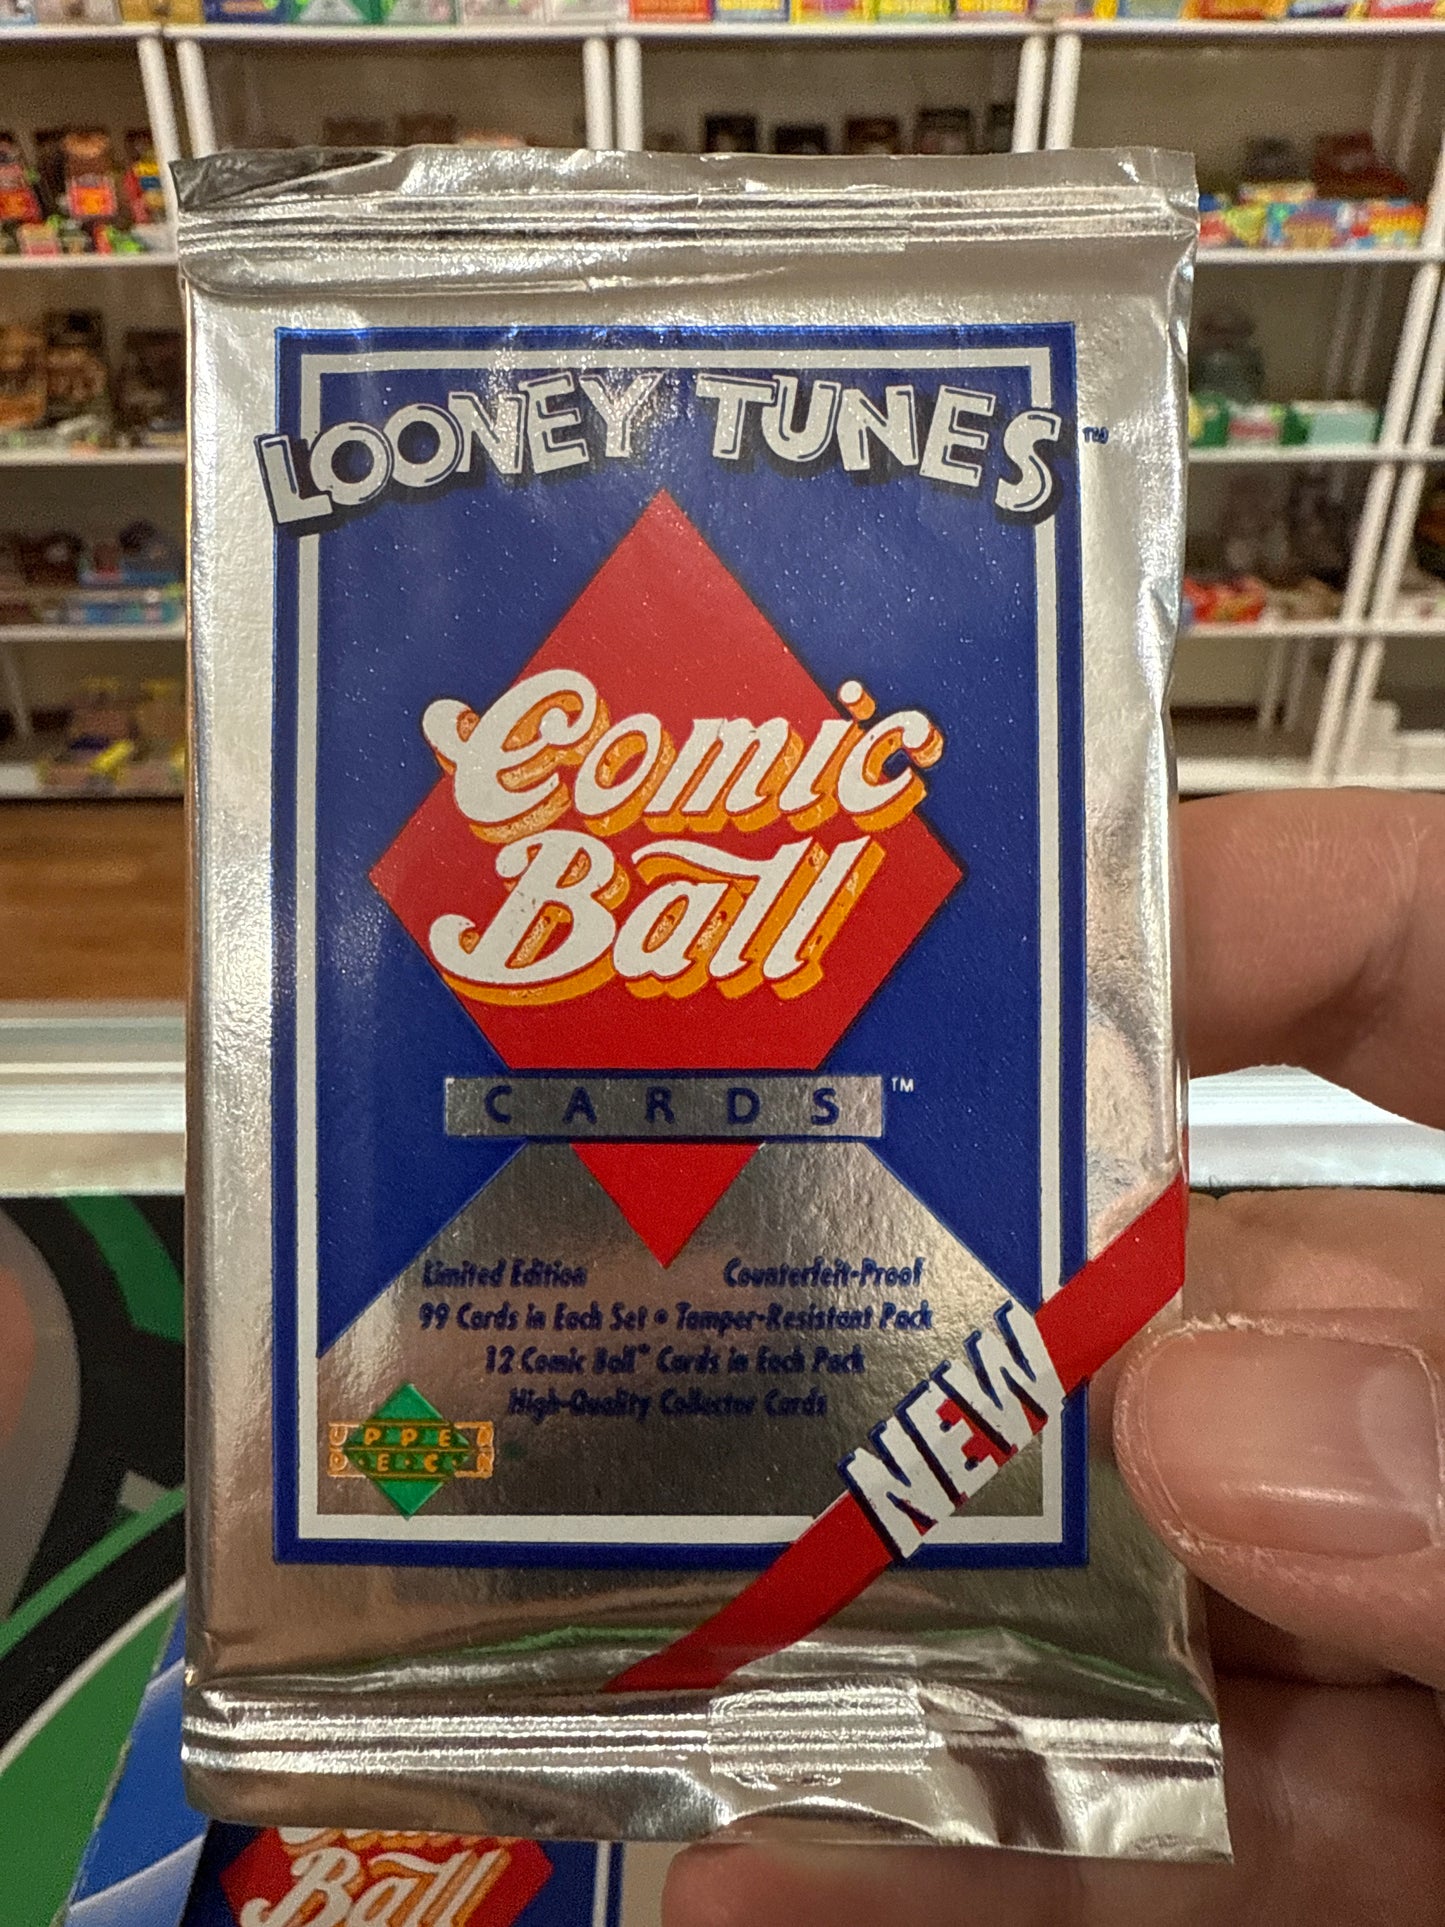 LOONEY TUNES™
Comic
Ball
CARDS™
Limited Edition Counterfeit-Proof
99 Cards in Each Set • Tamper-Resistant Pack
12 Comic Ball™ Cards in Each Pack
High-Quality Collector Cards
UPPER
DECK
NEW
Ball